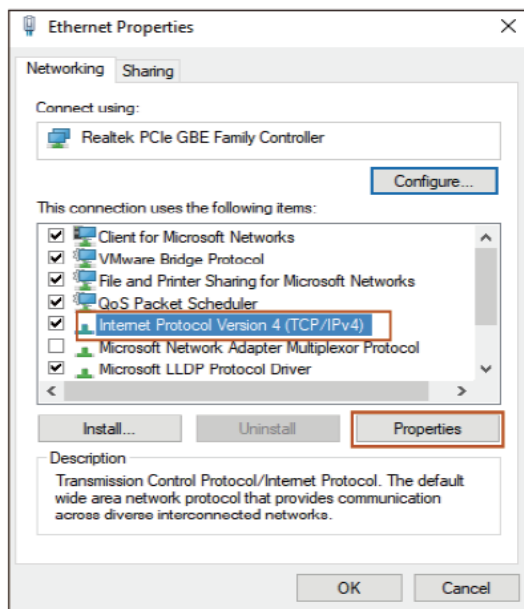 Ethernet Properties
Networking Sharing
Connect using:
Realtek PCIe GBE Family Controller
Configure...
This connection uses the following items:
Client for Microsoft Networks
VMware Bridge Protocol
File and Printer Sharing for Microsoft Networks
QoS Packet Scheduler
Internet Protocol Version 4 (TCP/IPv4)
Microsoft Network Adapter Multiplexor Protocol
Microsoft LLDP Protocol Driver
Install... Uninstall Properties
Description
Transmission Control Protocol/Internet Protocol. The default
wide area network protocol that provides communication
across diverse interconnected networks.
OK Cancel